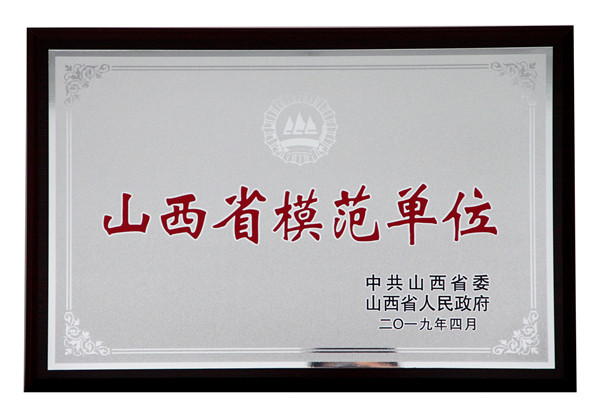 山西省模范单位
中共山西省委
山西省人民政府
二〇一九年四月